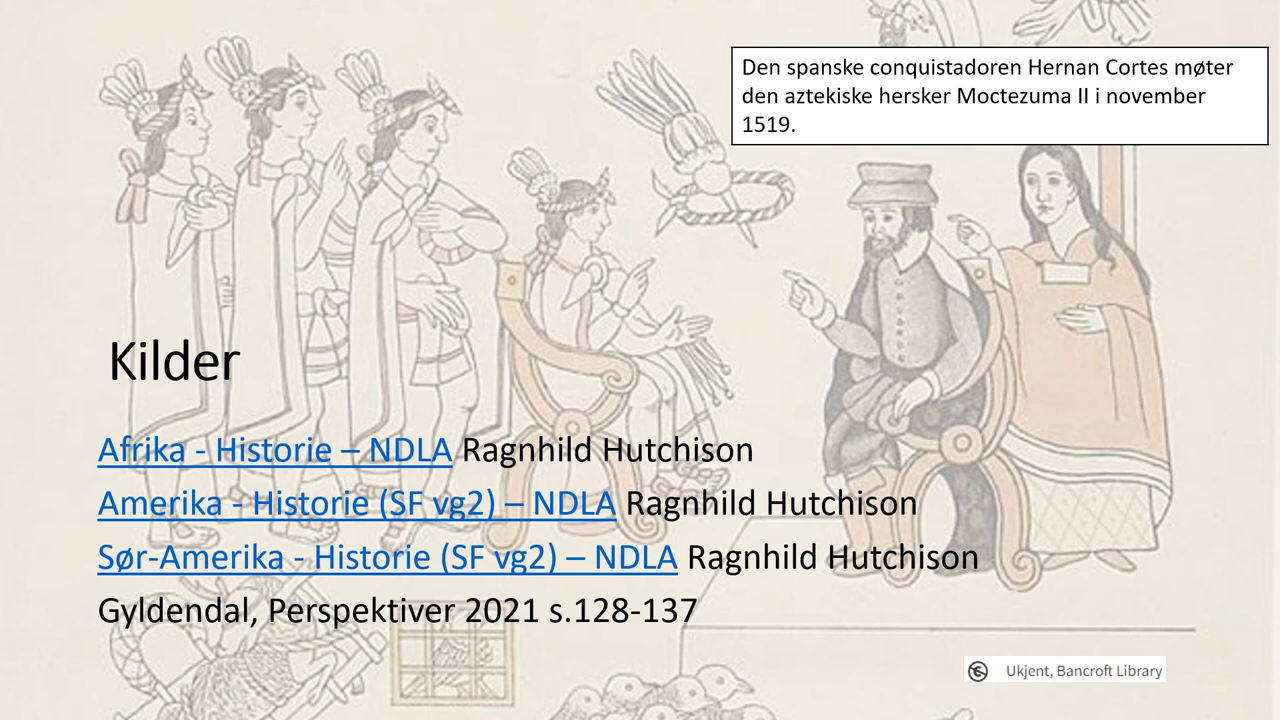 Den spanske conquistadoren Hernan Cortes møter
den aztekiske hersker Moctezuma II i november
1519.
Kilder
Afrika - Historie – NDLA Ragnhild Hutchison
Amerika - Historie (SF vg2) – NDLA Ragnhild Hutchison
Sør-Amerika - Historie (SF vg2) – NDLA Ragnhild Hutchison
Gyldendal, Perspektiver 2021 s.128-137
Ukjent, Bancroft Library